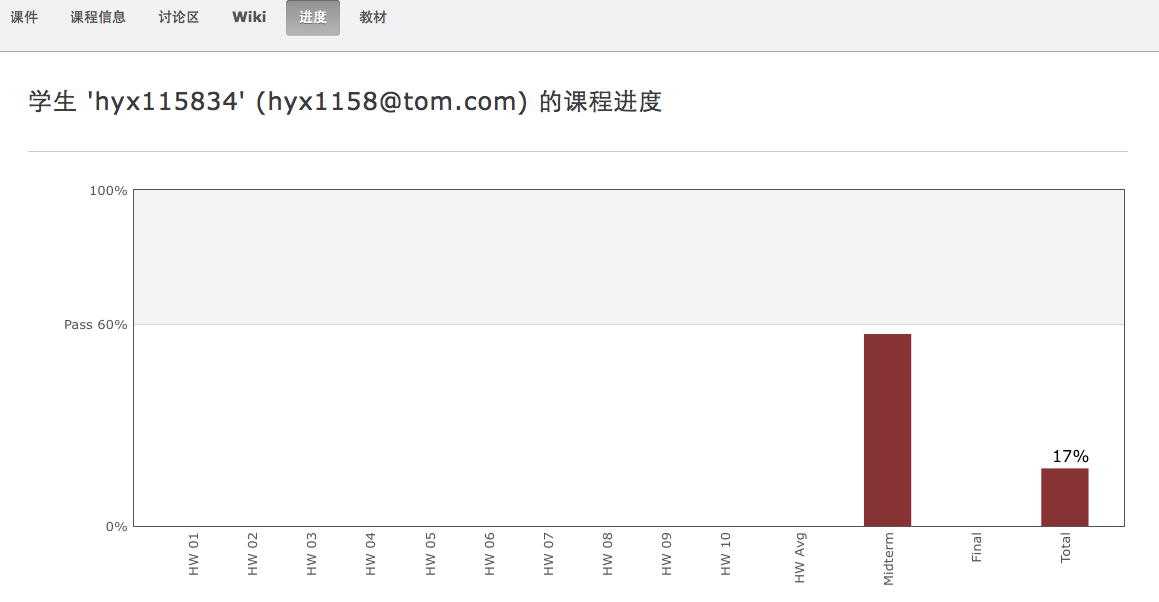 课件 课程信息 讨论区 Wiki 进度 教材
学生 'hyx115834' (hyx1158@tom.com) 的课程进度
100%
Pass 60%
17%
0%
HW 01 HW 02 HW 03 HW 04 HW 05 HW 06 HW 07 HW 08 HW 09 HW 10 HW Avg Midterm Final Total